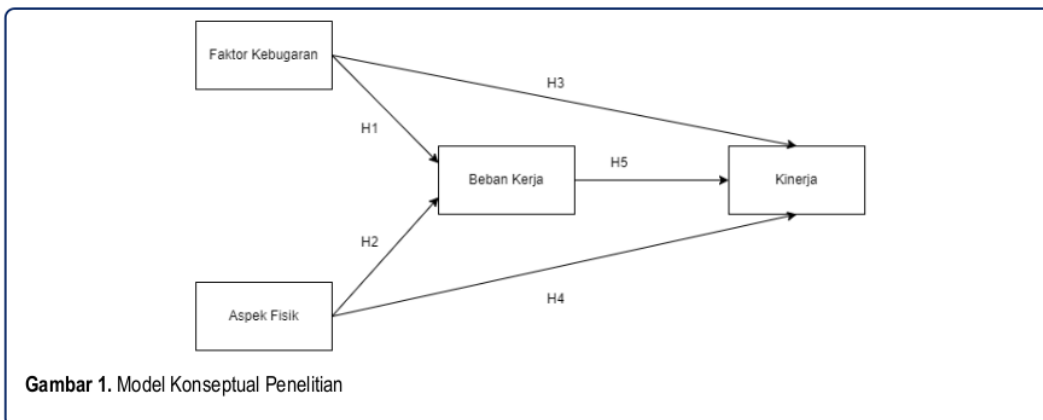 Faktor Kebugaran
H3
H1
Beban Kerja
H5
Kinerja
H2
Aspek Fisik
H4
Gambar 1. Model Konseptual Penelitian